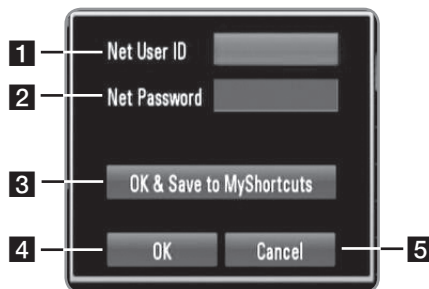 1 Net User ID
2 Net Password
3 OK & Save to MyShortcuts
4 OK Cancel 5